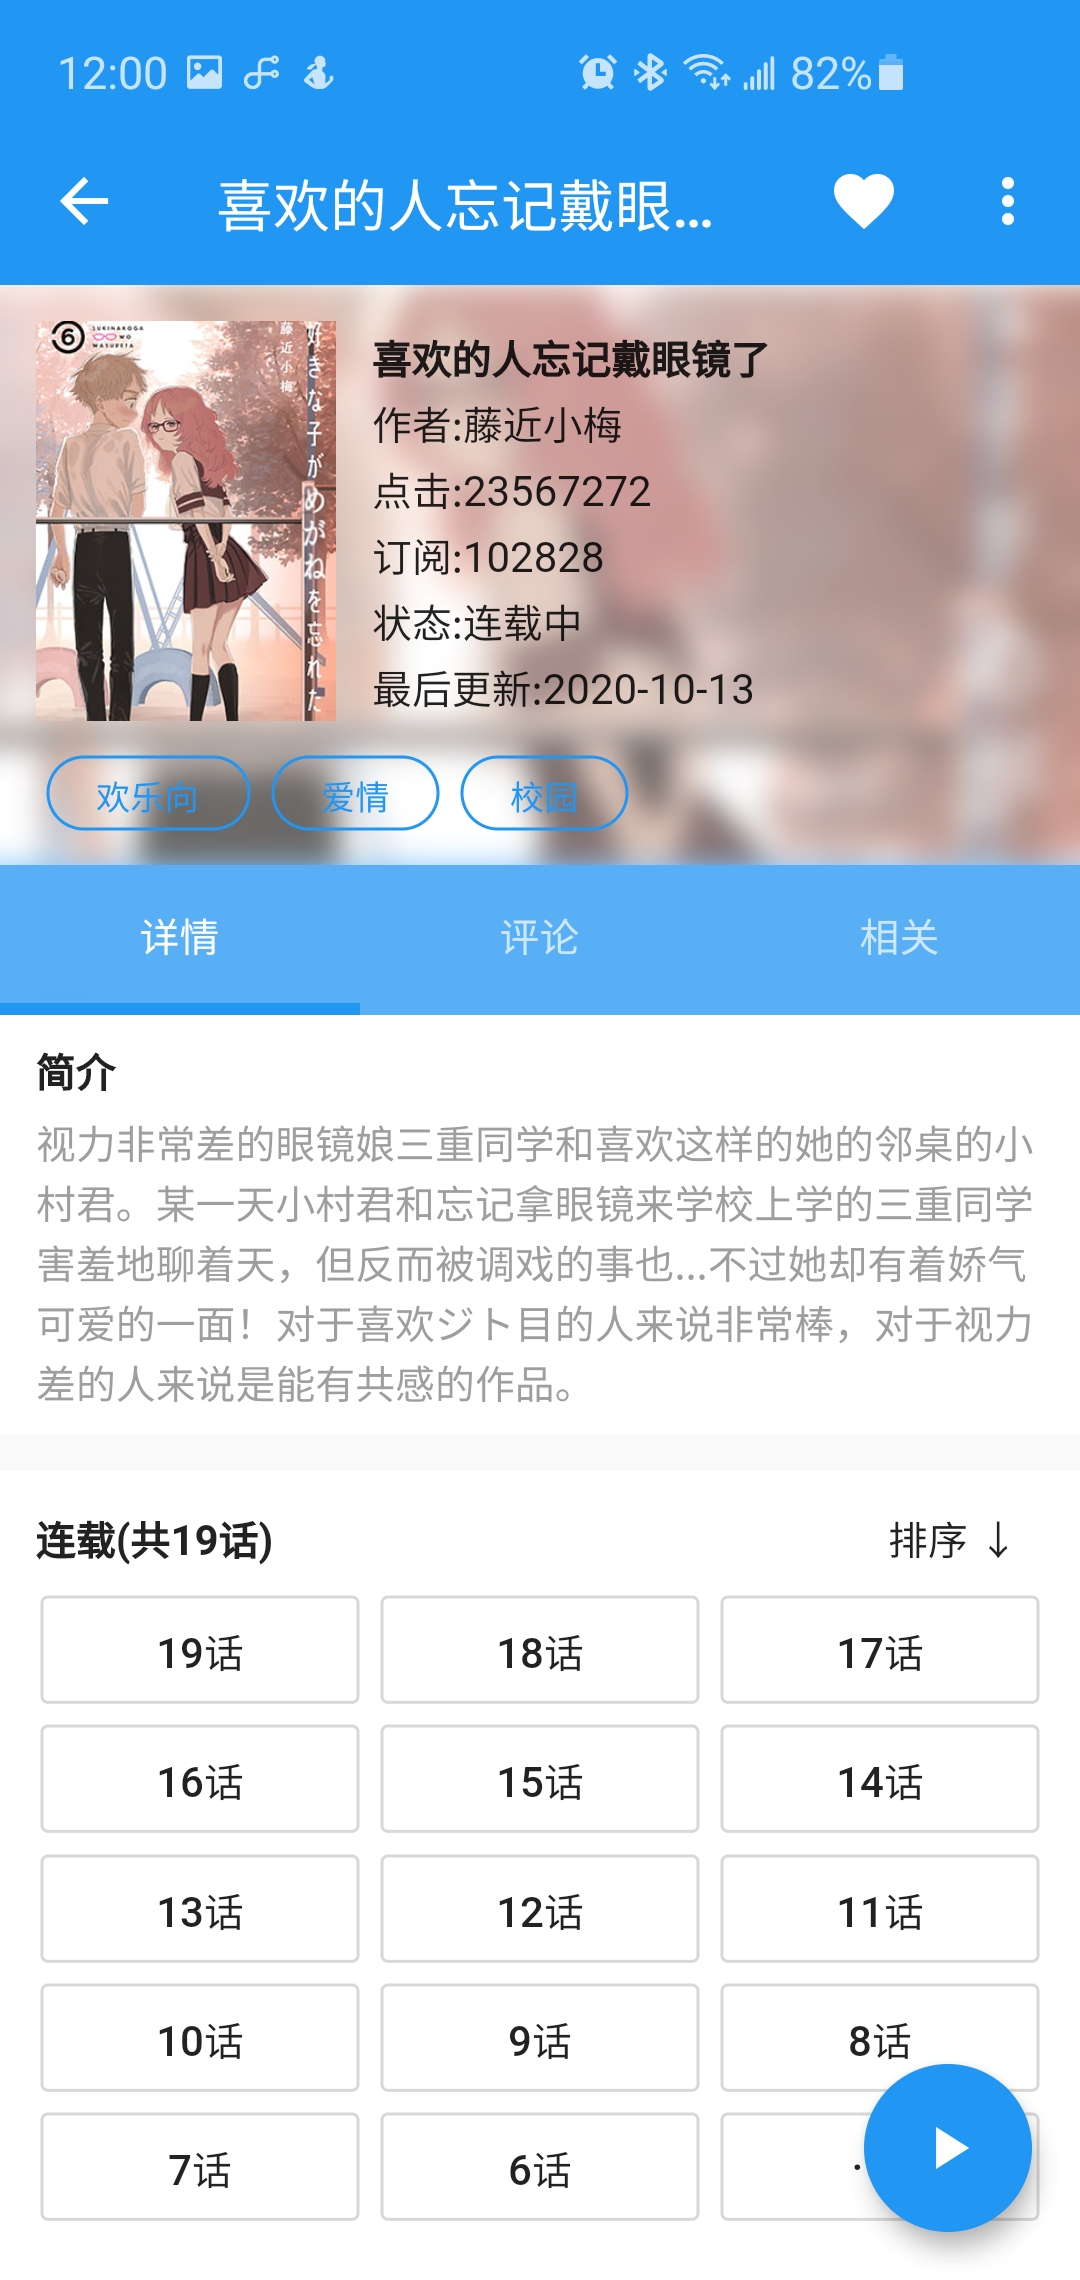 12:00
82%
喜欢的人忘记戴眼...
6
SUKINAKOGA
WO
WASURETA
藤近小梅
好きな子がめがねを忘れた
喜欢的人忘记戴眼镜了
作者:藤近小梅
点击:23567272
订阅:102828
状态:连载中
最后更新:2020-10-13
欢乐向
爱情
校园
详情
评论
相关
简介
视力非常差的眼镜娘三重同学和喜欢这样的她的邻桌的小
村君。某一天小村君和忘记拿眼镜来学校上学的三重同学
害羞地聊着天，但反而被调戏的事也...不过她却有着娇气
可爱的一面！对于喜欢ジト目的人来说非常棒，对于视力
差的人来说是能有共感的作品。
连载(共19话)
排序 ↓
19话
18话
17话
16话
15话
14话
13话
12话
11话
10话
9话
8话
7话
6话